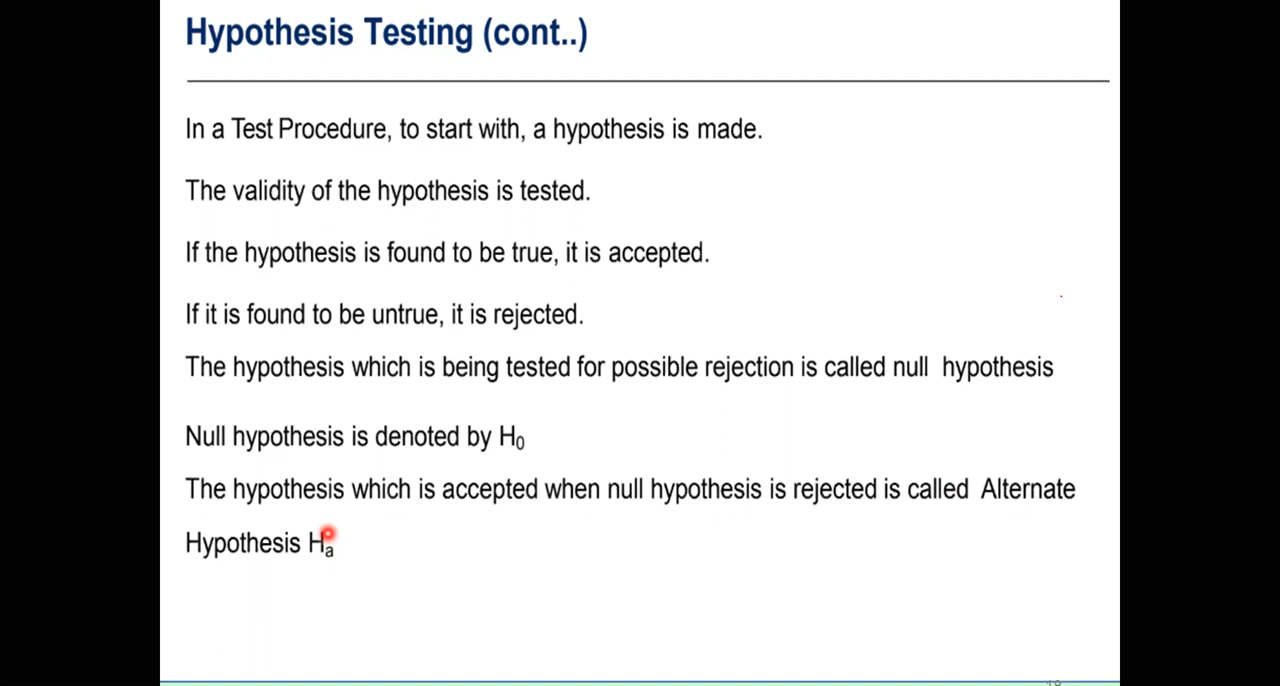 Hypothesis Testing (cont..)
In a Test Procedure, to start with, a hypothesis is made.
The validity of the hypothesis is tested.
If the hypothesis is found to be true, it is accepted.
If it is found to be untrue, it is rejected.
The hypothesis which is being tested for possible rejection is called null hypothesis
Null hypothesis is denoted by H₀
The hypothesis which is accepted when null hypothesis is rejected is called Alternate
Hypothesis Hₐ